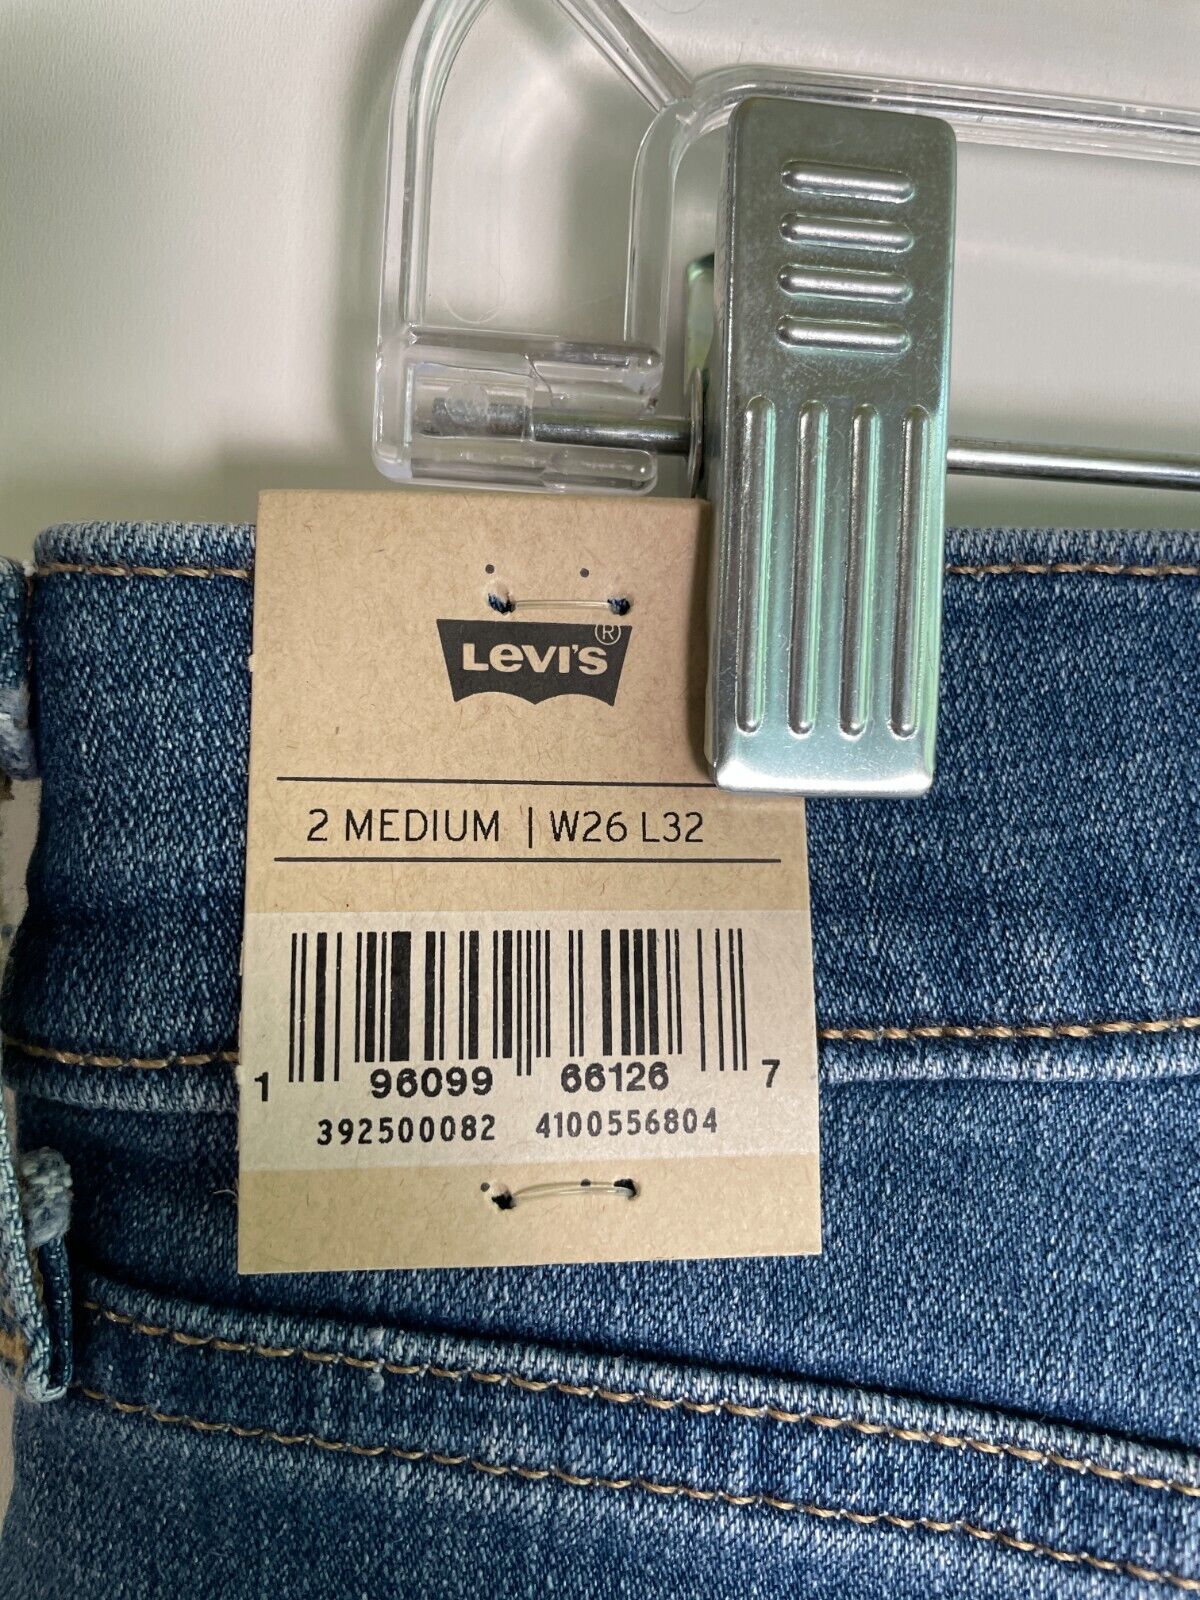 Levi's®
2 MEDIUM | W26 L32
1 96099 66126 7
392500082 4100556804